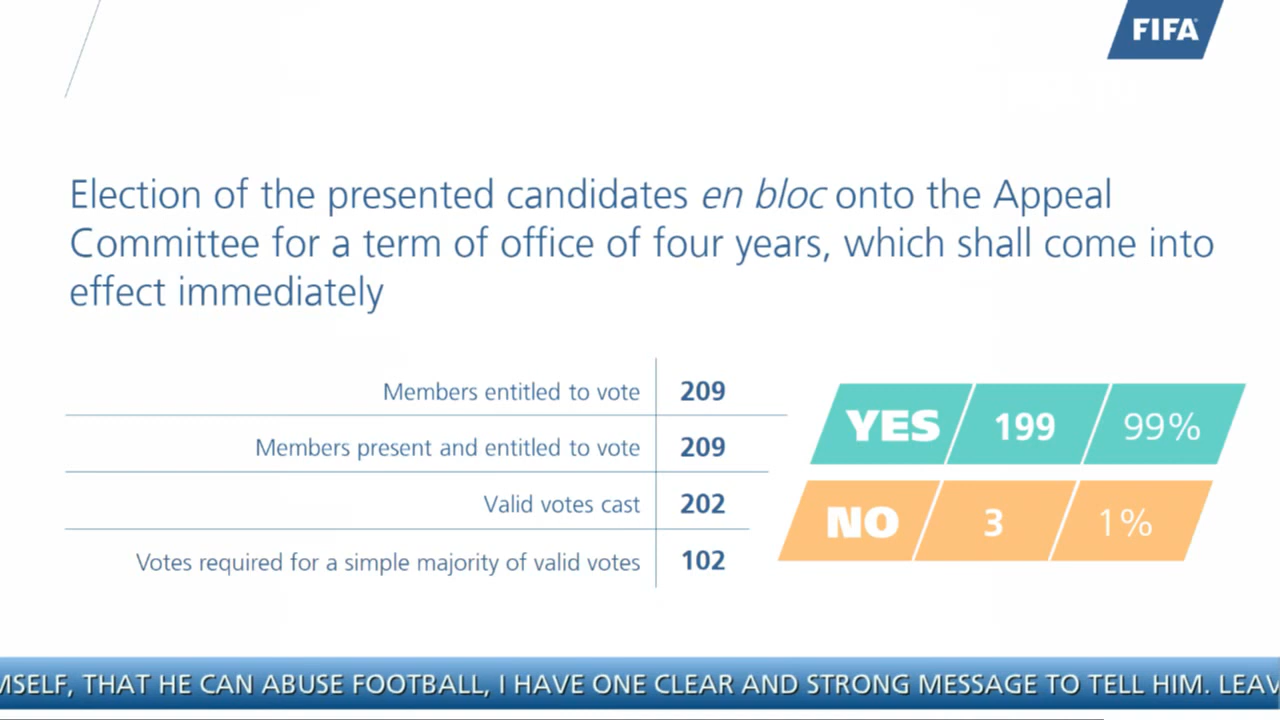 FIFA
Election of the presented candidates en bloc onto the Appeal
Committee for a term of office of four years, which shall come into
effect immediately
Members entitled to vote 209
Members present and entitled to vote 209
Valid votes cast 202
Votes required for a simple majority of valid votes 102
YES 199 99%
NO 3 1%
MSELF, THAT HE CAN ABUSE FOOTBALL, I HAVE ONE CLEAR AND STRONG MESSAGE TO TELL HIM. LEAV